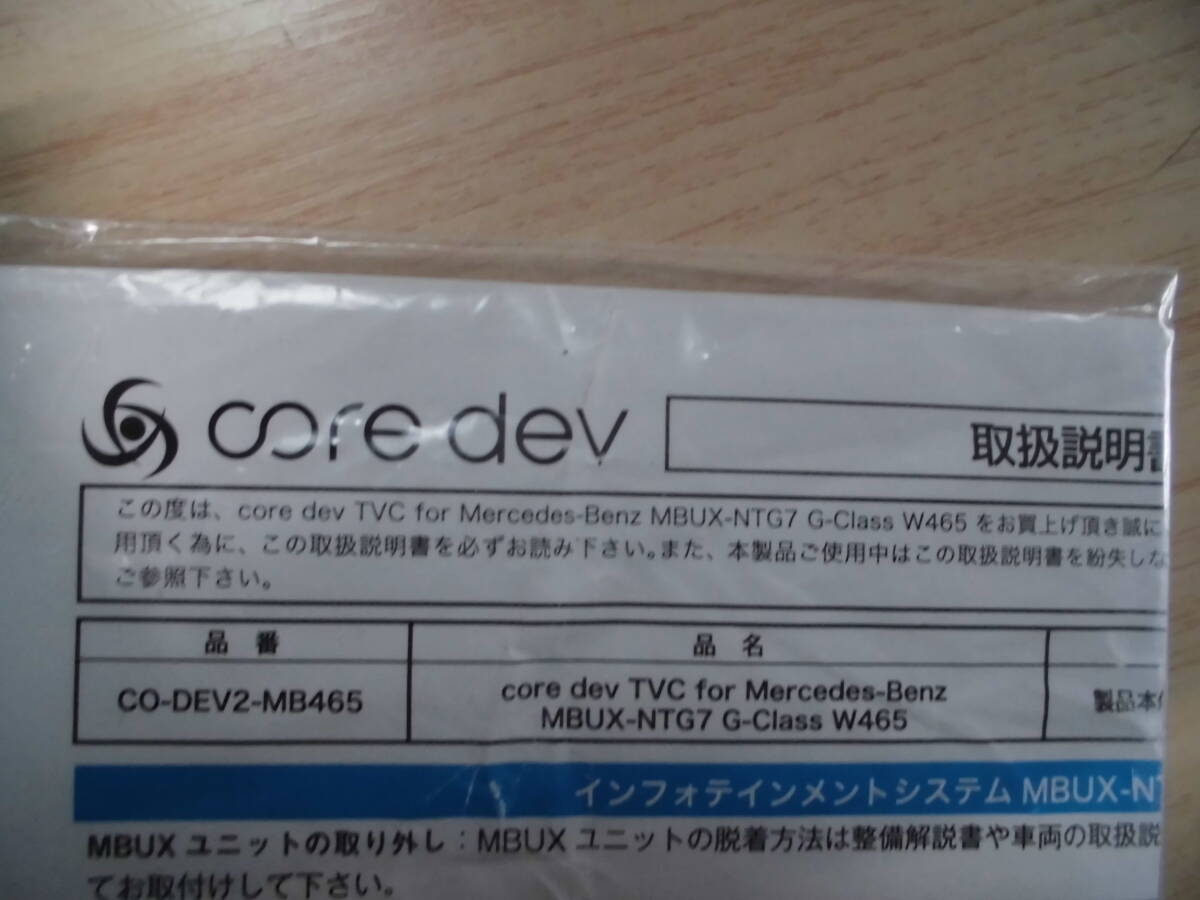 core dev
取扱説明書
この度は、core dev TVC for Mercedes-Benz MBUX-NTG7 G-Class W465 をお買上げ頂き誠に
用頂く為に、この取扱説明書を必ずお読み下さい。また、本製品ご使用中はこの取扱説明書を紛失しな
ご参照下さい。
品 番
品 名
CO-DEV2-MB465
core dev TVC for Mercedes-Benz
MBUX-NTG7 G-Class W465
製品本体
インフォテインメントシステム MBUX-NT
MBUX ユニットの取り外し：MBUX ユニットの脱着方法は整備解説書や車両の取扱説
てお取付けして下さい。